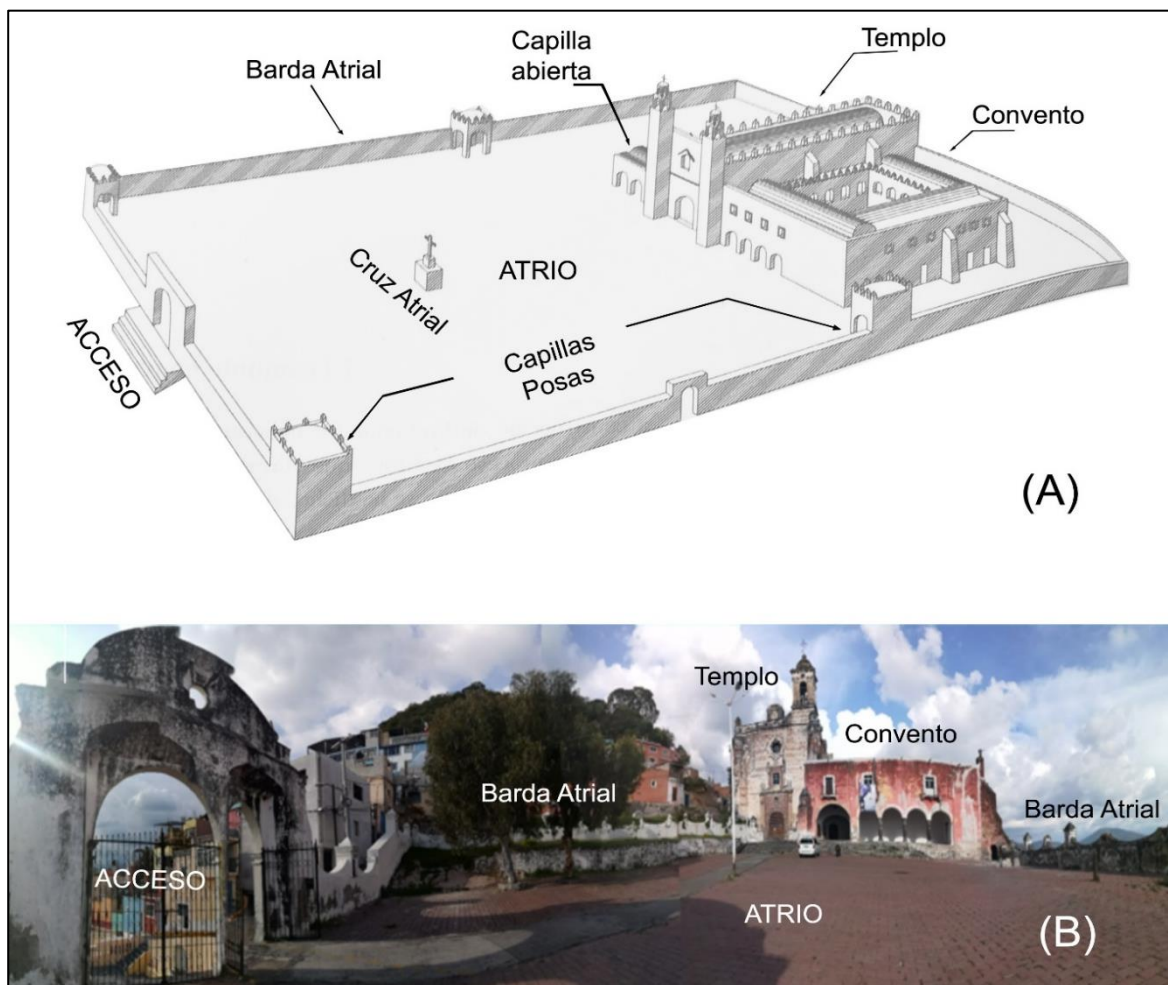 Templo
Capilla
abierta
Barda Atrial
Convento
Cruz Atrial
ATRIO
ACCESO
Capillas
Posas
(A)
Templo
Convento
Barda Atrial
Barda Atrial
ACCESO
ATRIO
(B)